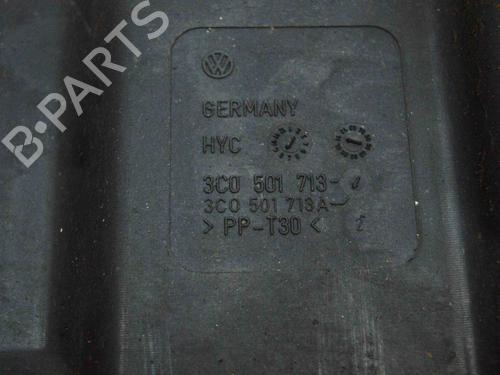 B-PARTS
GERMANY
HYC
3C0 501 713-
3C0 501 713A-
> PP-T30 <